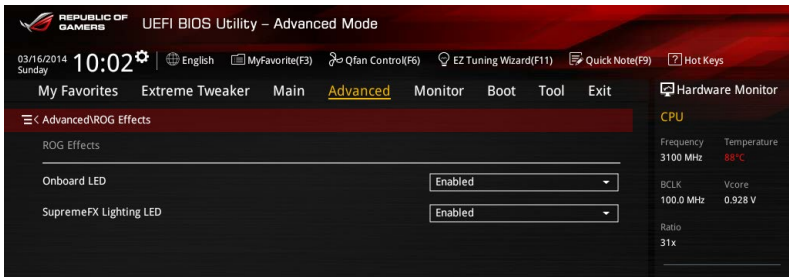 REPUBLIC OF GAMERS UEFI BIOS Utility – Advanced Mode
03/16/2014 Sunday 10:02 English MyFavorite(F3) Qfan Control(F6) EZ Tuning Wizard(F11) Quick Note(F9) ? Hot Keys
My Favorites Extreme Tweaker Main Advanced Monitor Boot Tool Exit Hardware Monitor
< Advanced\ROG Effects
CPU
ROG Effects
Frequency Temperature
3100 MHz 88°C
Onboard LED Enabled
BCLK Vcore
100.0 MHz 0.928 V
SupremeFX Lighting LED Enabled
Ratio
31x